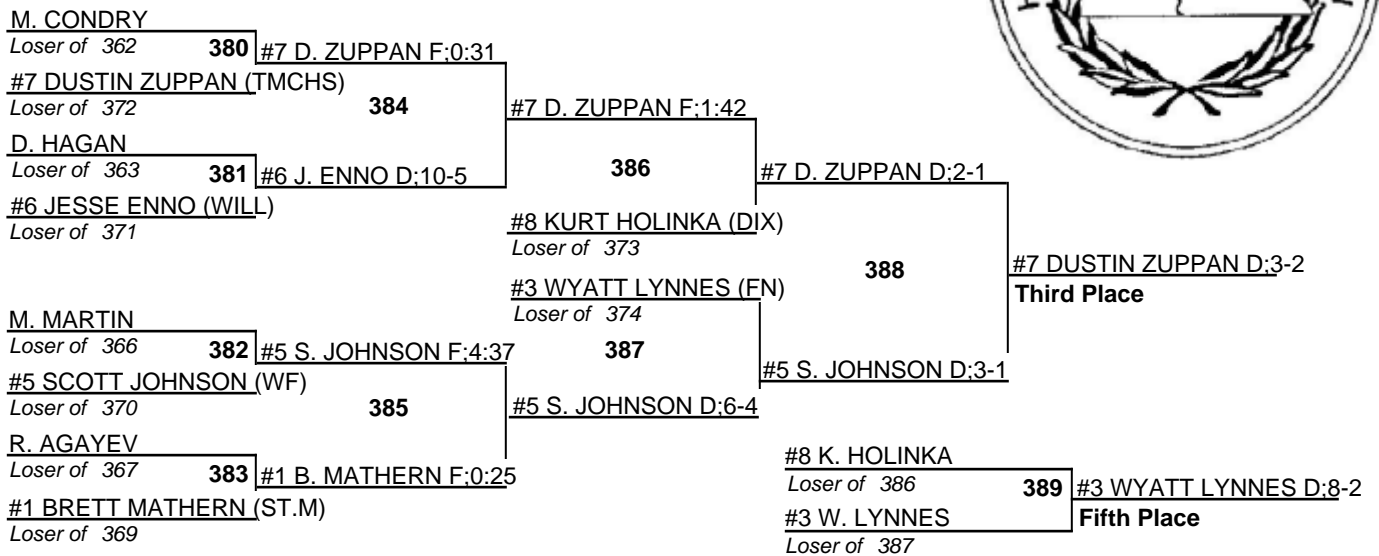 M. CONDRY
Loser of 362
380
#7 D. ZUPPAN F;0:31
#7 DUSTIN ZUPPAN (TMCHS)
Loser of 372
384
#7 D. ZUPPAN F;1:42
D. HAGAN
Loser of 363
381
#6 J. ENNO D;10-5
#6 JESSE ENNO (WILL)
Loser of 371
386
#7 D. ZUPPAN D;2-1
#8 KURT HOLINKA (DIX)
Loser of 373
388
#7 DUSTIN ZUPPAN D;3-2
Third Place
#3 WYATT LYNNES (FN)
Loser of 374
M. MARTIN
Loser of 366
382
#5 S. JOHNSON F;4:37
387
#5 S. JOHNSON D;3-1
#5 SCOTT JOHNSON (WF)
Loser of 370
385
#5 S. JOHNSON D;6-4
R. AGAYEV
Loser of 367
383
#1 B. MATHERN F;0:25
#1 BRETT MATHERN (ST.M)
Loser of 369
#8 K. HOLINKA
Loser of 386
389
#3 WYATT LYNNES D;8-2
Fifth Place
#3 W. LYNNES
Loser of 387